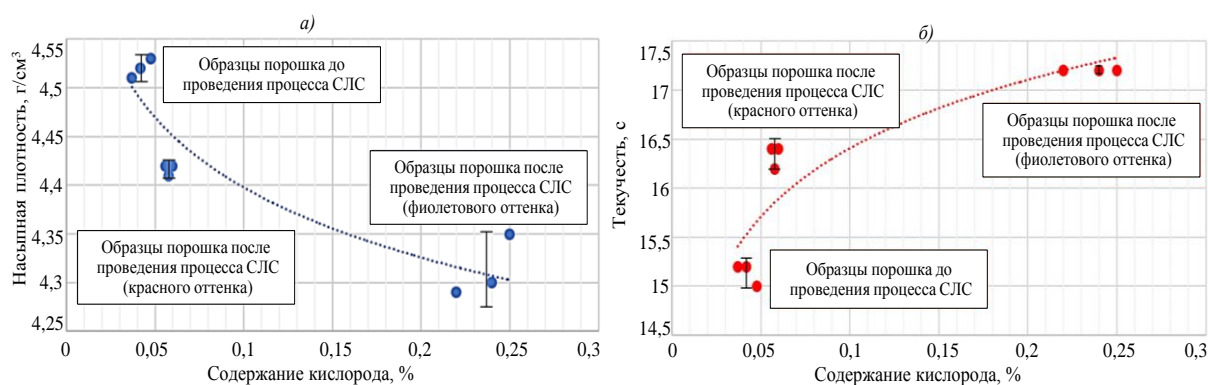 а)
Насыпная плотность, г/см³
4,55
4,5
4,45
4,4
4,35
4,3
4,25
0
0,05
0,1
0,15
0,2
0,25
0,3
Содержание кислорода, %
Образцы порошка до
проведения процесса СЛС
Образцы порошка после
проведения процесса СЛС
(фиолетового оттенка)
Образцы порошка после
проведения процесса СЛС
(красного оттенка)
б)
Текучесть, с
17,5
17
16,5
16
15,5
15
14,5
0
0,05
0,1
0,15
0,2
0,25
0,3
Содержание кислорода, %
Образцы порошка после
проведения процесса СЛС
(красного оттенка)
Образцы порошка после
проведения процесса СЛС
(фиолетового оттенка)
Образцы порошка до
проведения процесса СЛС